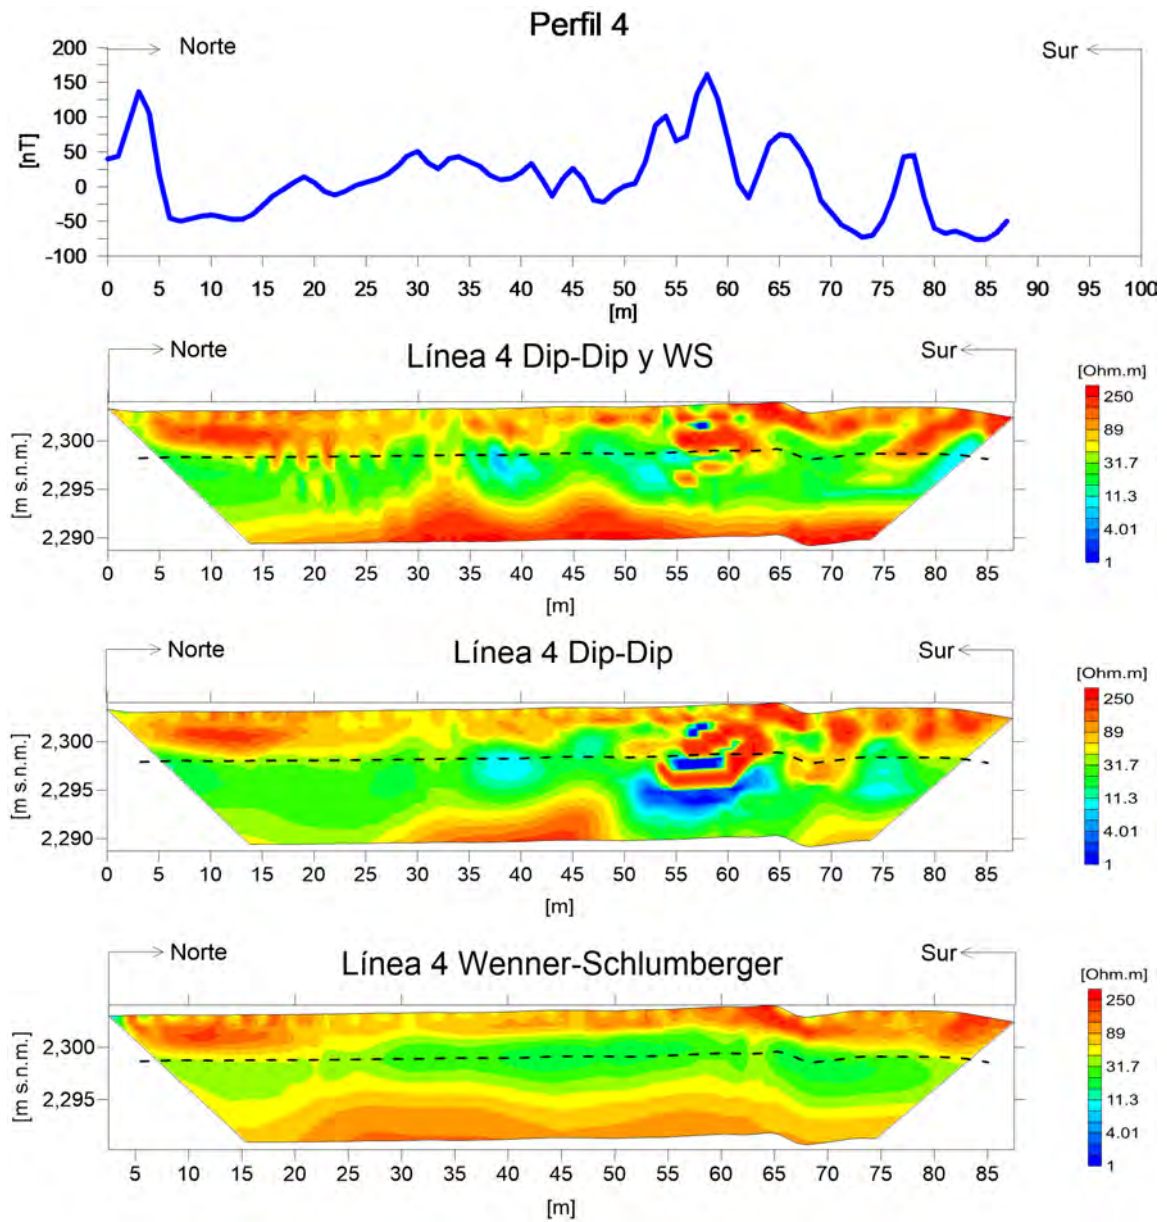 Perfil 4
Norte
Sur
200
150
100
50
0
-50
-100
[nT]
0 5 10 15 20 25 30 35 40 45 50 55 60 65 70 75 80 85 90 95 100
[m]
Línea 4 Dip-Dip y WS
Norte
Sur
[Ohm.m]
250
89
31.7
11.3
4.01
1
2,300
2,295
2,290
[m s.n.m.]
0 5 10 15 20 25 30 35 40 45 50 55 60 65 70 75 80 85
[m]
Línea 4 Dip-Dip
Norte
Sur
[Ohm.m]
250
89
31.7
11.3
4.01
1
2,300
2,295
2,290
[m s.n.m.]
0 5 10 15 20 25 30 35 40 45 50 55 60 65 70 75 80 85
[m]
Línea 4 Wenner-Schlumberger
Norte
Sur
[Ohm.m]
250
89
31.7
11.3
4.01
1
2,300
2,295
[m s.n.m.]
5 10 15 20 25 30 35 40 45 50 55 60 65 70 75 80 85
[m]